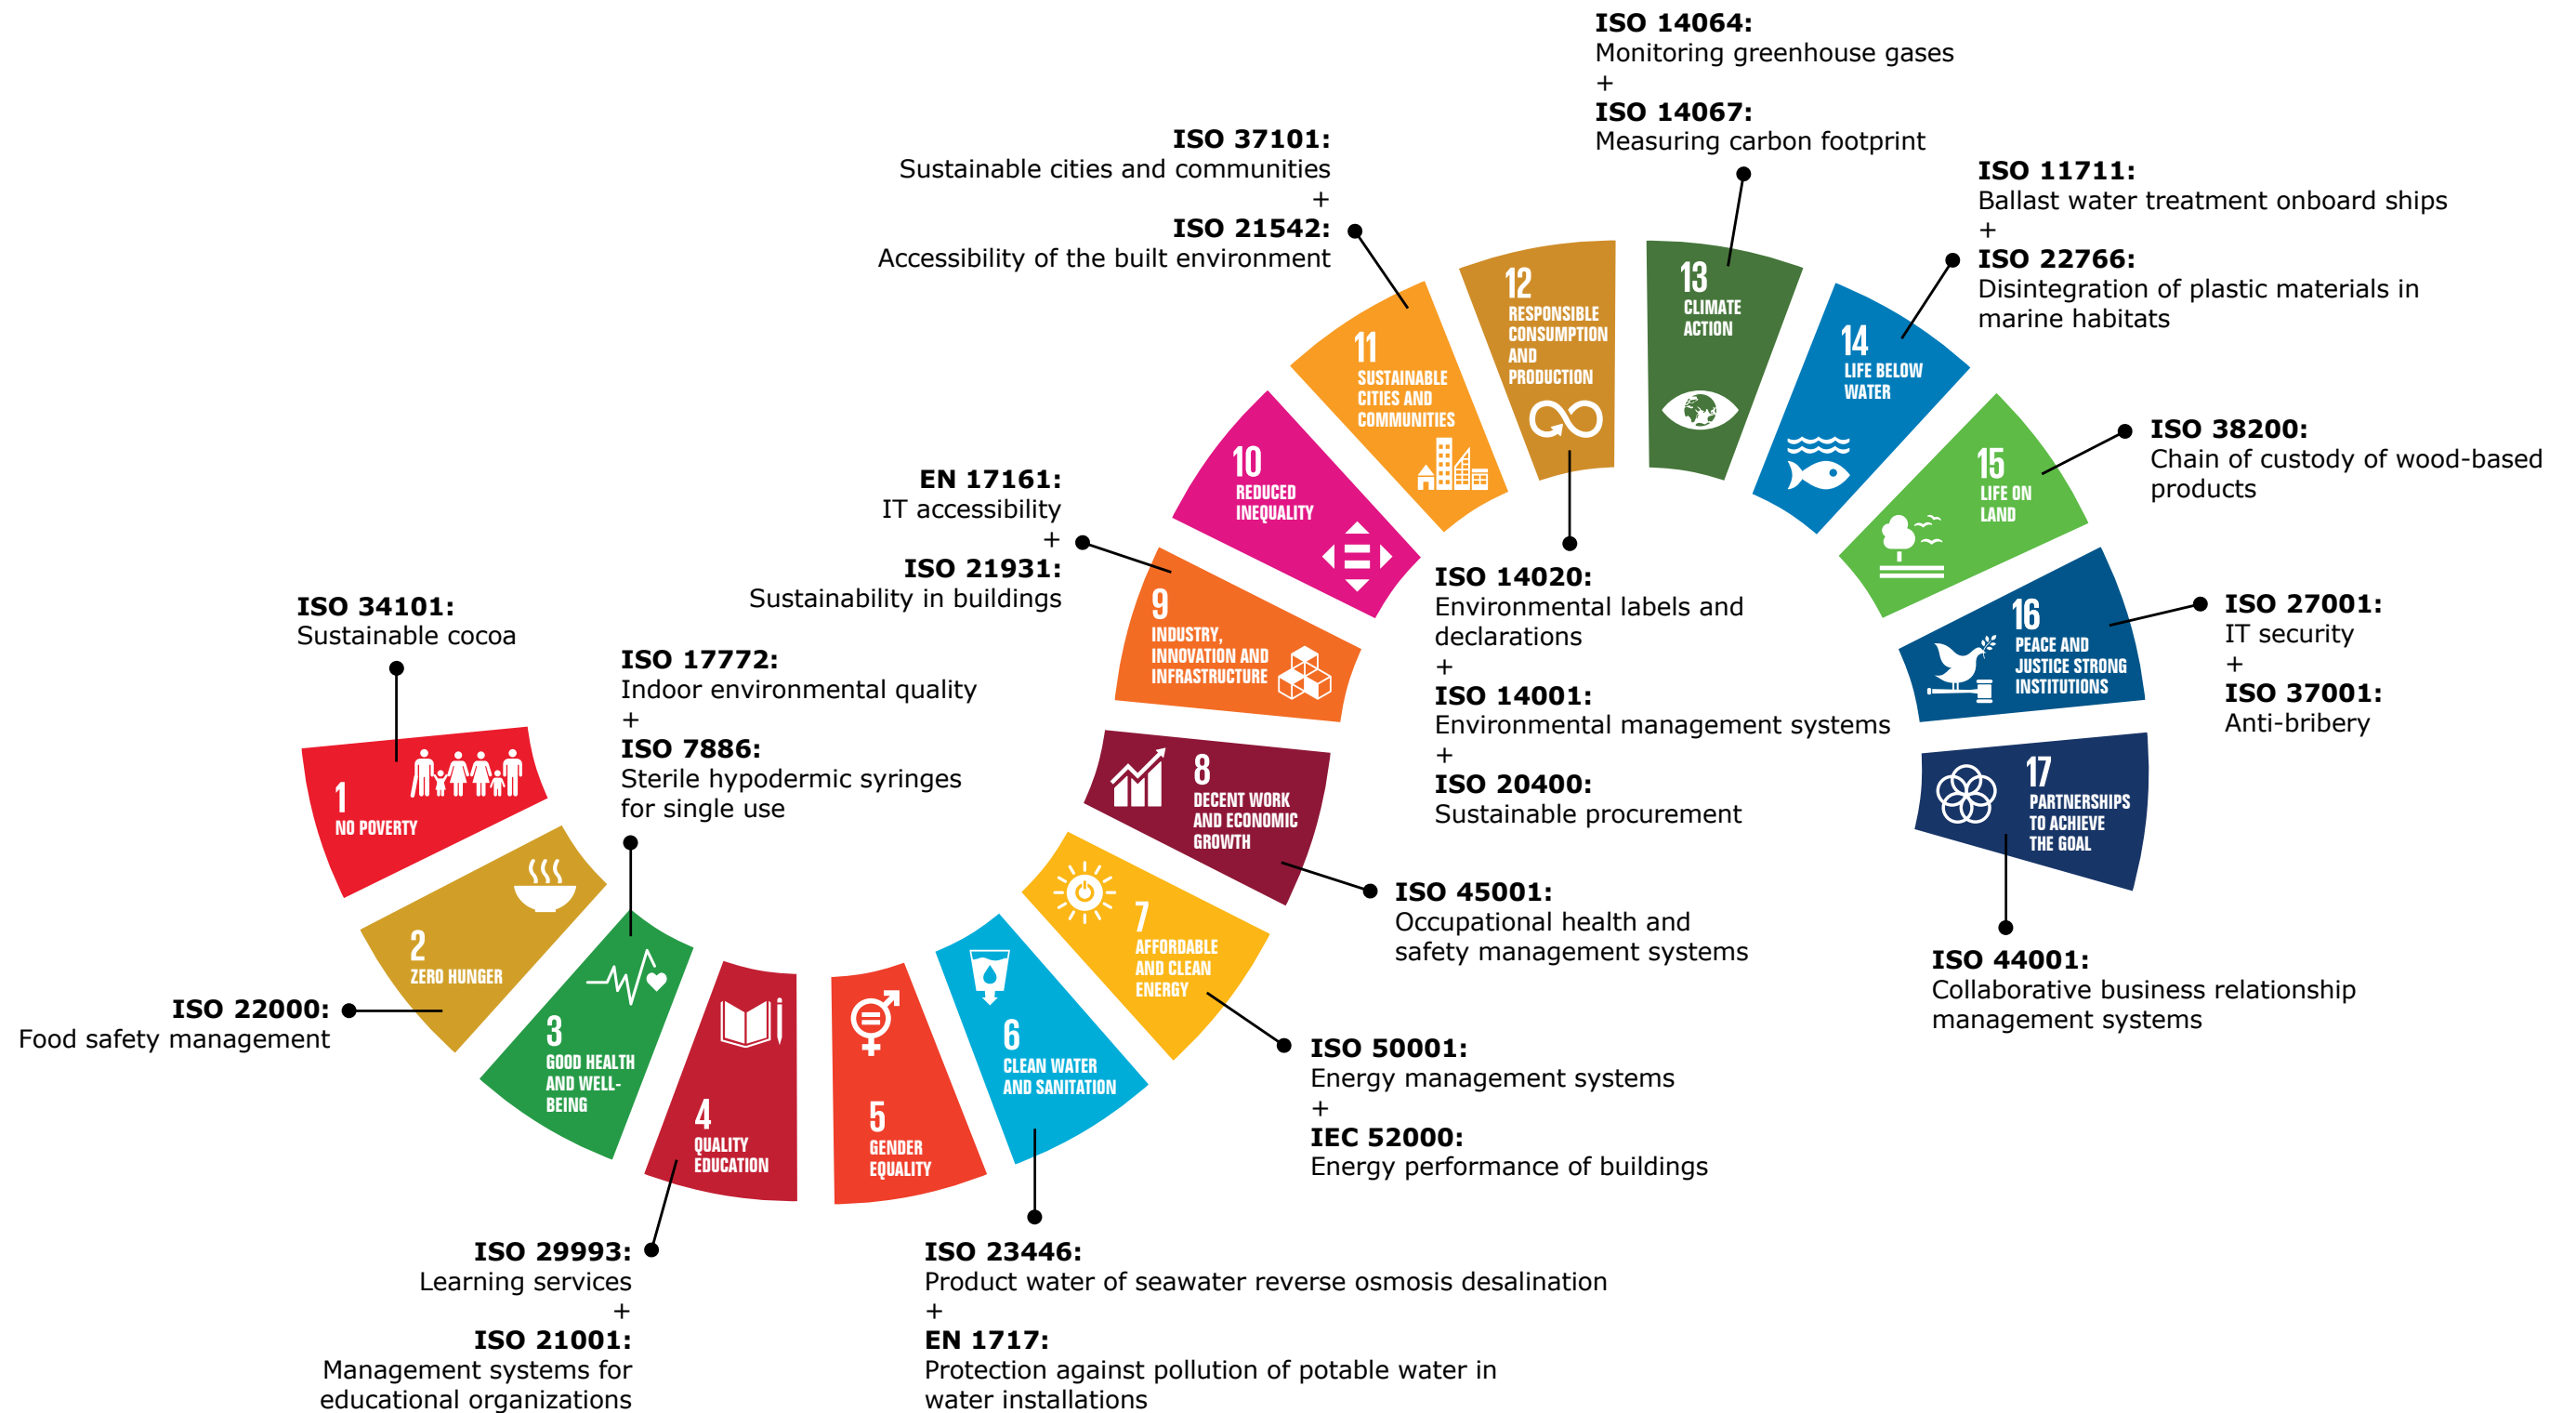 ISO 34101:
Sustainable cocoa
1
NO POVERTY
2
ZERO HUNGER
ISO 22000:
Food safety management
ISO 17772:
Indoor environmental quality
+
ISO 7886:
Sterile hypodermic syringes
for single use
3
GOOD HEALTH
AND WELL-
BEING
4
QUALITY
EDUCATION
ISO 29993:
Learning services
+
ISO 21001:
Management systems for
educational organizations
5
GENDER
EQUALITY
6
CLEAN WATER
AND SANITATION
ISO 23446:
Product water of seawater reverse osmosis desalination
+
EN 1717:
Protection against pollution of potable water in
water installations
7
AFFORDABLE
AND CLEAN
ENERGY
ISO 50001:
Energy management systems
+
IEC 52000:
Energy performance of buildings
8
DECENT WORK
AND ECONOMIC
GROWTH
ISO 45001:
Occupational health and
safety management systems
EN 17161:
IT accessibility
+
ISO 21931:
Sustainability in buildings
9
INDUSTRY,
INNOVATION AND
INFRASTRUCTURE
10
REDUCED
INEQUALITY
ISO 37101:
Sustainable cities and communities
+
ISO 21542:
Accessibility of the built environment
11
SUSTAINABLE
CITIES AND
COMMUNITIES
12
RESPONSIBLE
CONSUMPTION
AND
PRODUCTION
ISO 14020:
Environmental labels and
declarations
+
ISO 14001:
Environmental management systems
+
ISO 20400:
Sustainable procurement
ISO 14064:
Monitoring greenhouse gases
+
ISO 14067:
Measuring carbon footprint
13
CLIMATE
ACTION
ISO 11711:
Ballast water treatment onboard ships
+
ISO 22766:
Disintegration of plastic materials in
marine habitats
14
LIFE BELOW
WATER
15
LIFE ON
LAND
ISO 38200:
Chain of custody of wood-based
products
16
PEACE AND
JUSTICE STRONG
INSTITUTIONS
ISO 27001:
IT security
+
ISO 37001:
Anti-bribery
17
PARTNERSHIPS
TO ACHIEVE
THE GOAL
ISO 44001:
Collaborative business relationship
management systems